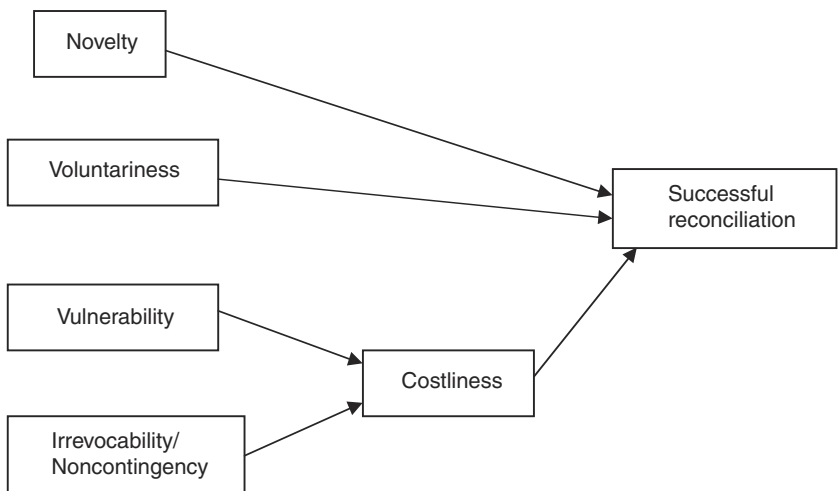 Novelty
Voluntariness
Successful
reconciliation
Vulnerability
Costliness
Irrevocability/
Noncontingency